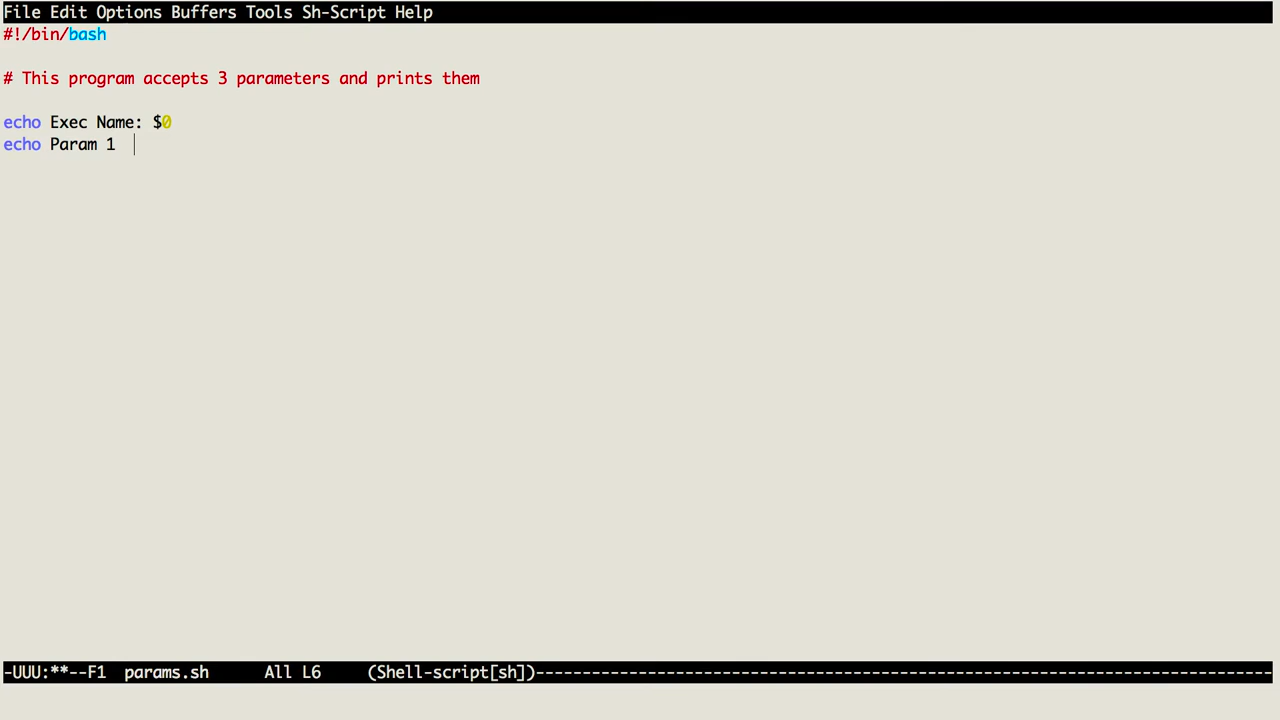 File Edit Options Buffers Tools Sh-Script Help
#!/bin/bash
# This program accepts 3 parameters and prints them
echo Exec Name: $0
echo Param 1
-UUU:**--F1  params.sh      All L6     (Shell-script[sh])-------------------------------------------------------------------------------